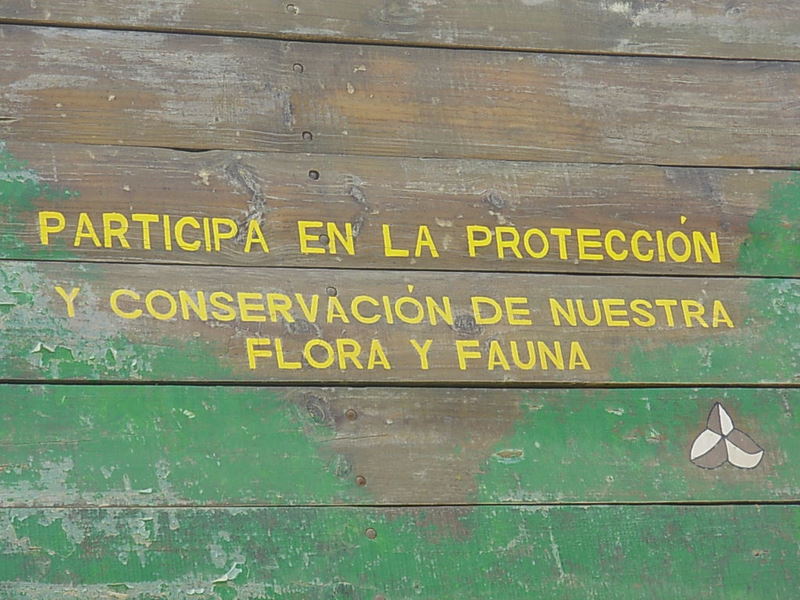 PARTICIPA EN LA PROTECCIÓN
Y CONSERVACIÓN DE NUESTRA
FLORA Y FAUNA